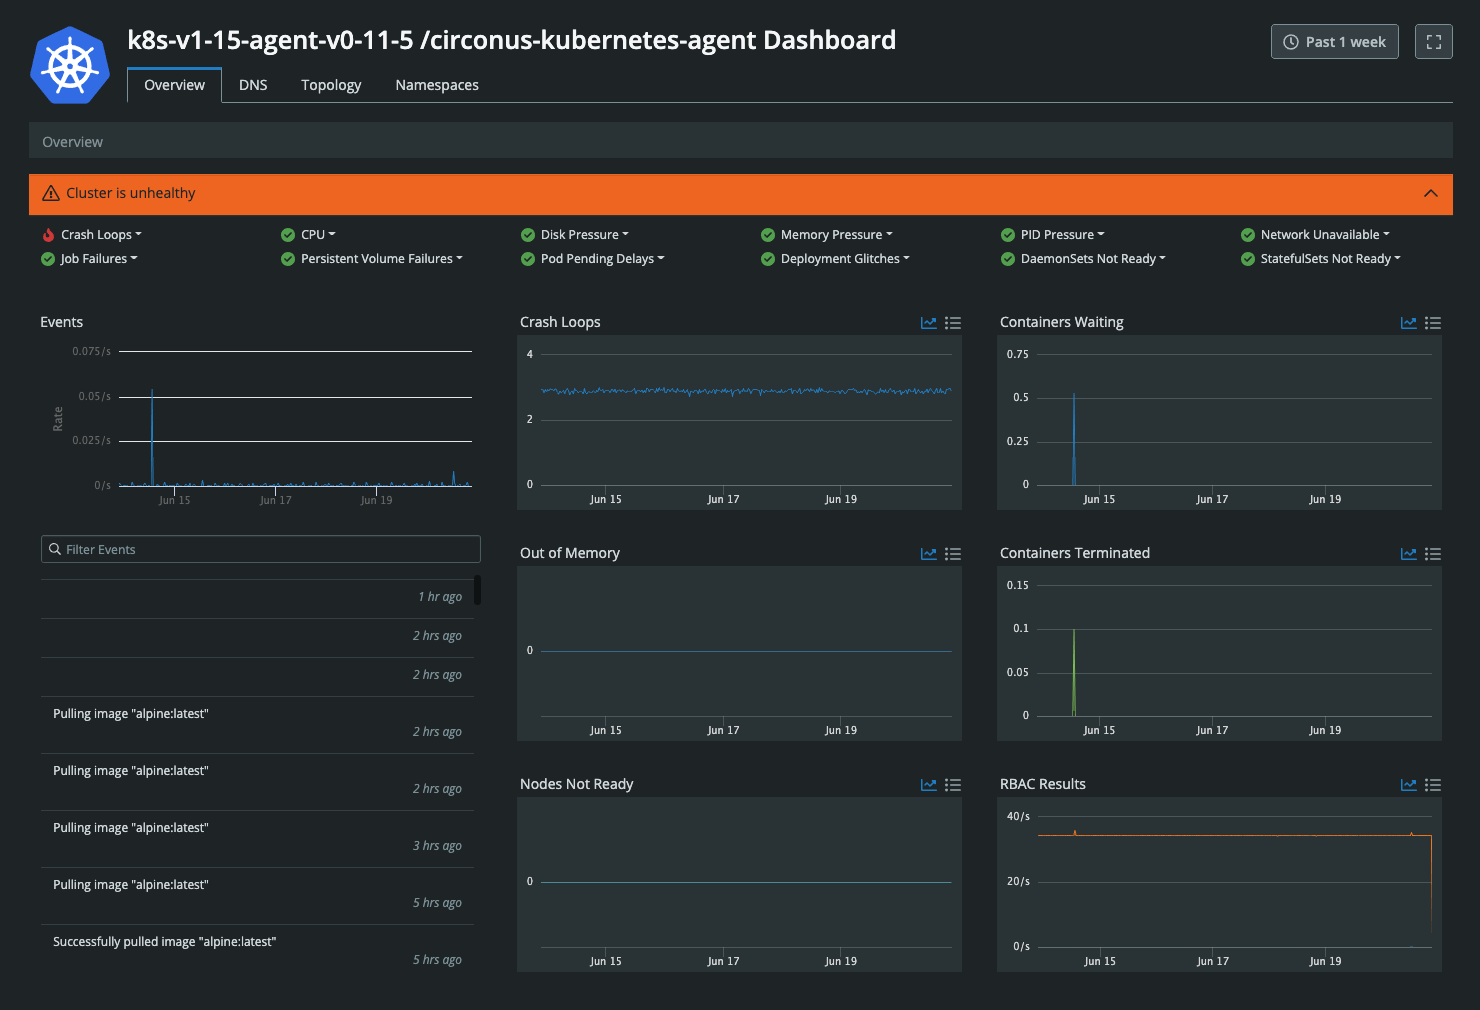 k8s-v1-15-agent-v0-11-5 /circonus-kubernetes-agent Dashboard
Past 1 week
Overview DNS Topology Namespaces
Overview
Cluster is unhealthy
Crash Loops CPU Disk Pressure Memory Pressure PID Pressure Network Unavailable
Job Failures Persistent Volume Failures Pod Pending Delays Deployment Glitches DaemonSets Not Ready StatefulSets Not Ready
Events
0.075/s
0.05/s
0.025/s
0/s
Rate
Jun 15 Jun 17 Jun 19
Filter Events
1 hr ago
2 hrs ago
2 hrs ago
Pulling image "alpine:latest"
2 hrs ago
Pulling image "alpine:latest"
2 hrs ago
Pulling image "alpine:latest"
3 hrs ago
Pulling image "alpine:latest"
5 hrs ago
Successfully pulled image "alpine:latest"
5 hrs ago
Crash Loops
4
2
0
Jun 15 Jun 17 Jun 19
Containers Waiting
0.75
0.5
0.25
0
Jun 15 Jun 17 Jun 19
Out of Memory
0
Jun 15 Jun 17 Jun 19
Containers Terminated
0.15
0.1
0.05
0
Jun 15 Jun 17 Jun 19
Nodes Not Ready
0
Jun 15 Jun 17 Jun 19
RBAC Results
40/s
20/s
0/s
Jun 15 Jun 17 Jun 19